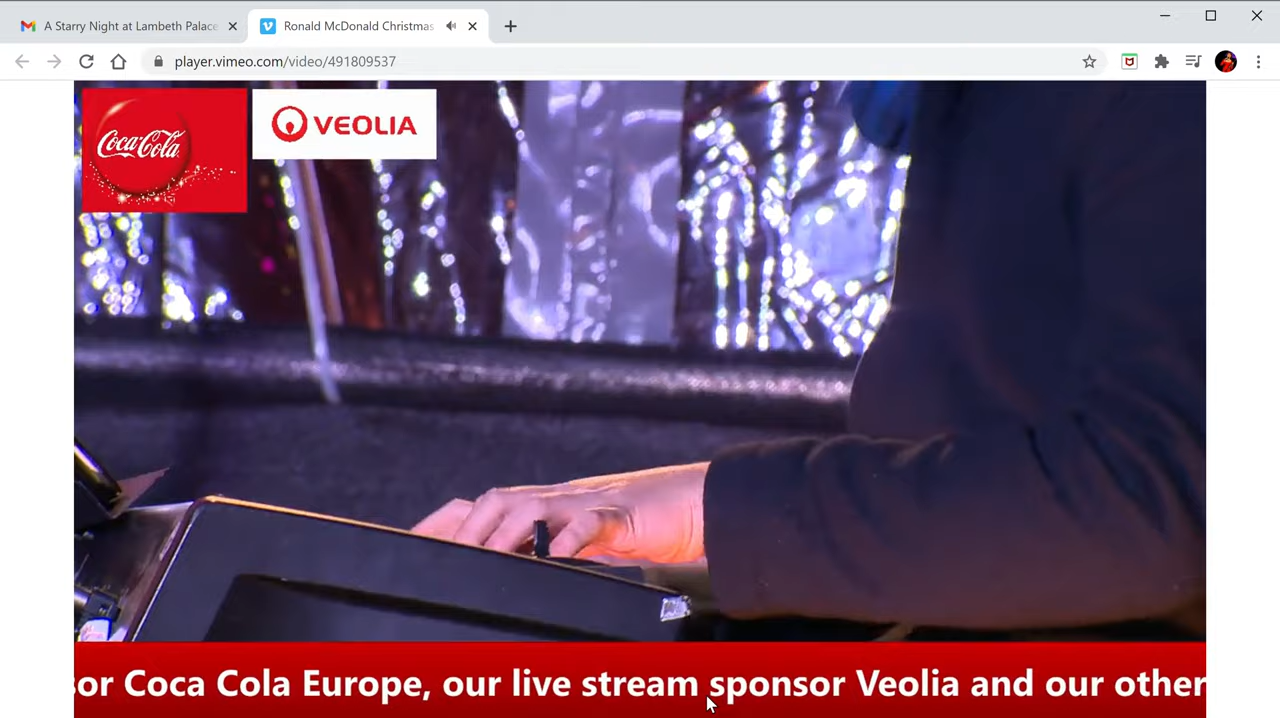 A Starry Night at Lambeth Palace
Ronald McDonald Christmas
player.vimeo.com/video/491809537
Coca-Cola
VEOLIA
or Coca Cola Europe, our live stream sponsor Veolia and our other